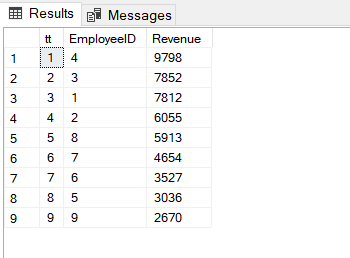 Results Messages
tt EmployeeID Revenue
1 1 4 9798
2 2 3 7852
3 3 1 7812
4 4 2 6055
5 5 8 5913
6 6 7 4654
7 7 6 3527
8 8 5 3036
9 9 9 2670